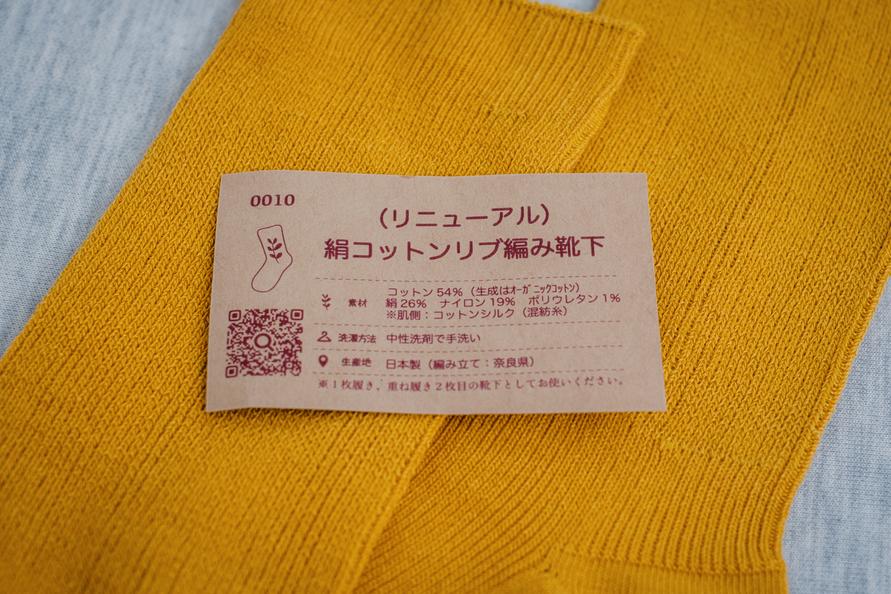 0010
（リニューアル）
絹コットンリブ編み靴下
素材
コットン 54%（生成はｵｰｶﾞﾆｯｸｺｯﾄﾝ）
絹 26%　ナイロン 19%　ポリウレタン 1%
※肌側：コットンシルク（混紡糸）
洗濯方法　中性洗剤で手洗い
生産地　日本製（編み立て：奈良県）
※１枚履き、重ね履き２枚目の靴下としてお使いください。